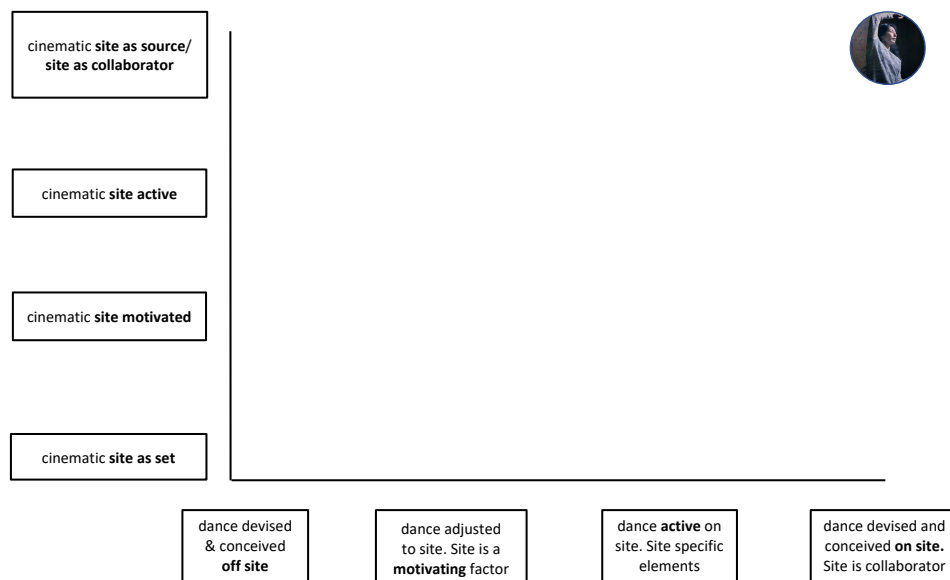 cinematic site as source/
site as collaborator
cinematic site active
cinematic site motivated
cinematic site as set
dance devised
& conceived
off site
dance adjusted
to site. Site is a
motivating factor
dance active on
site. Site specific
elements
dance devised and
conceived on site.
Site is collaborator